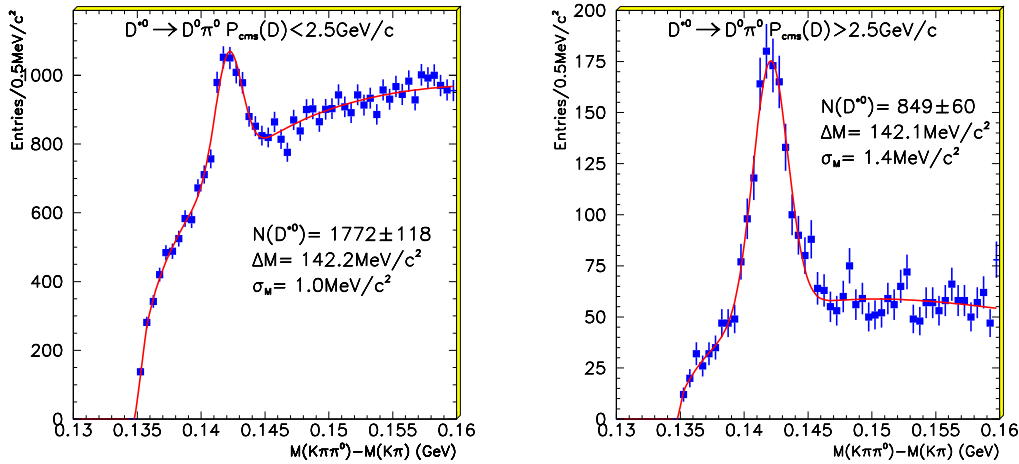 D*⁰→D⁰π⁰ P_cms(D)<2.5GeV/c
Entries/0.5MeV/c²
1000
800
600
400
200
0
N(D*⁰)= 1772±118
ΔM= 142.2MeV/c²
σ_M= 1.0MeV/c²
0.13 0.135 0.14 0.145 0.15 0.155 0.16
M(Kππ⁰)−M(Kπ) (GeV)
D*⁰→D⁰π⁰ P_cms(D)>2.5GeV/c
Entries/0.5MeV/c²
200
175
150
125
100
75
50
25
0
N(D*⁰)= 849±60
ΔM= 142.1MeV/c²
σ_M= 1.4MeV/c²
0.13 0.135 0.14 0.145 0.15 0.155 0.16
M(Kππ⁰)−M(Kπ) (GeV)